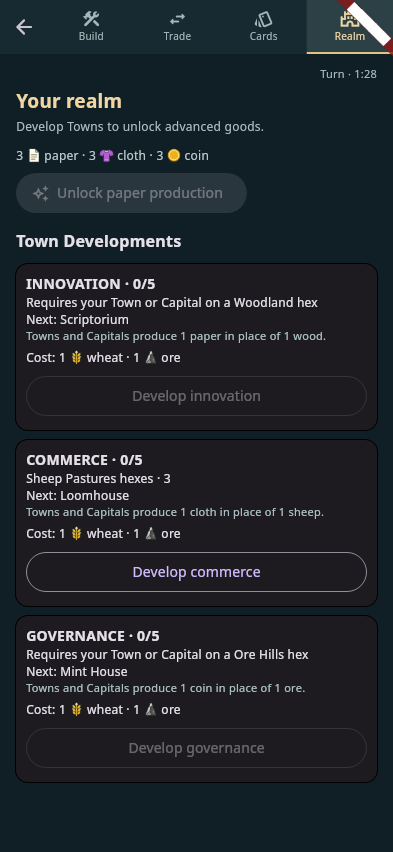 Build
Trade
Cards
Realm
Turn · 1:28
Your realm
Develop Towns to unlock advanced goods.
3 📄 paper · 3 👚 cloth · 3 🪙 coin
Unlock paper production
Town Developments
INNOVATION · 0/5
Requires your Town or Capital on a Woodland hex
Next: Scriptorium
Towns and Capitals produce 1 paper in place of 1 wood.
Cost: 1 🌾 wheat · 1 🪨 ore
Develop innovation
COMMERCE · 0/5
Sheep Pastures hexes · 3
Next: Loomhouse
Towns and Capitals produce 1 cloth in place of 1 sheep.
Cost: 1 🌾 wheat · 1 🪨 ore
Develop commerce
GOVERNANCE · 0/5
Requires your Town or Capital on a Ore Hills hex
Next: Mint House
Towns and Capitals produce 1 coin in place of 1 ore.
Cost: 1 🌾 wheat · 1 🪨 ore
Develop governance